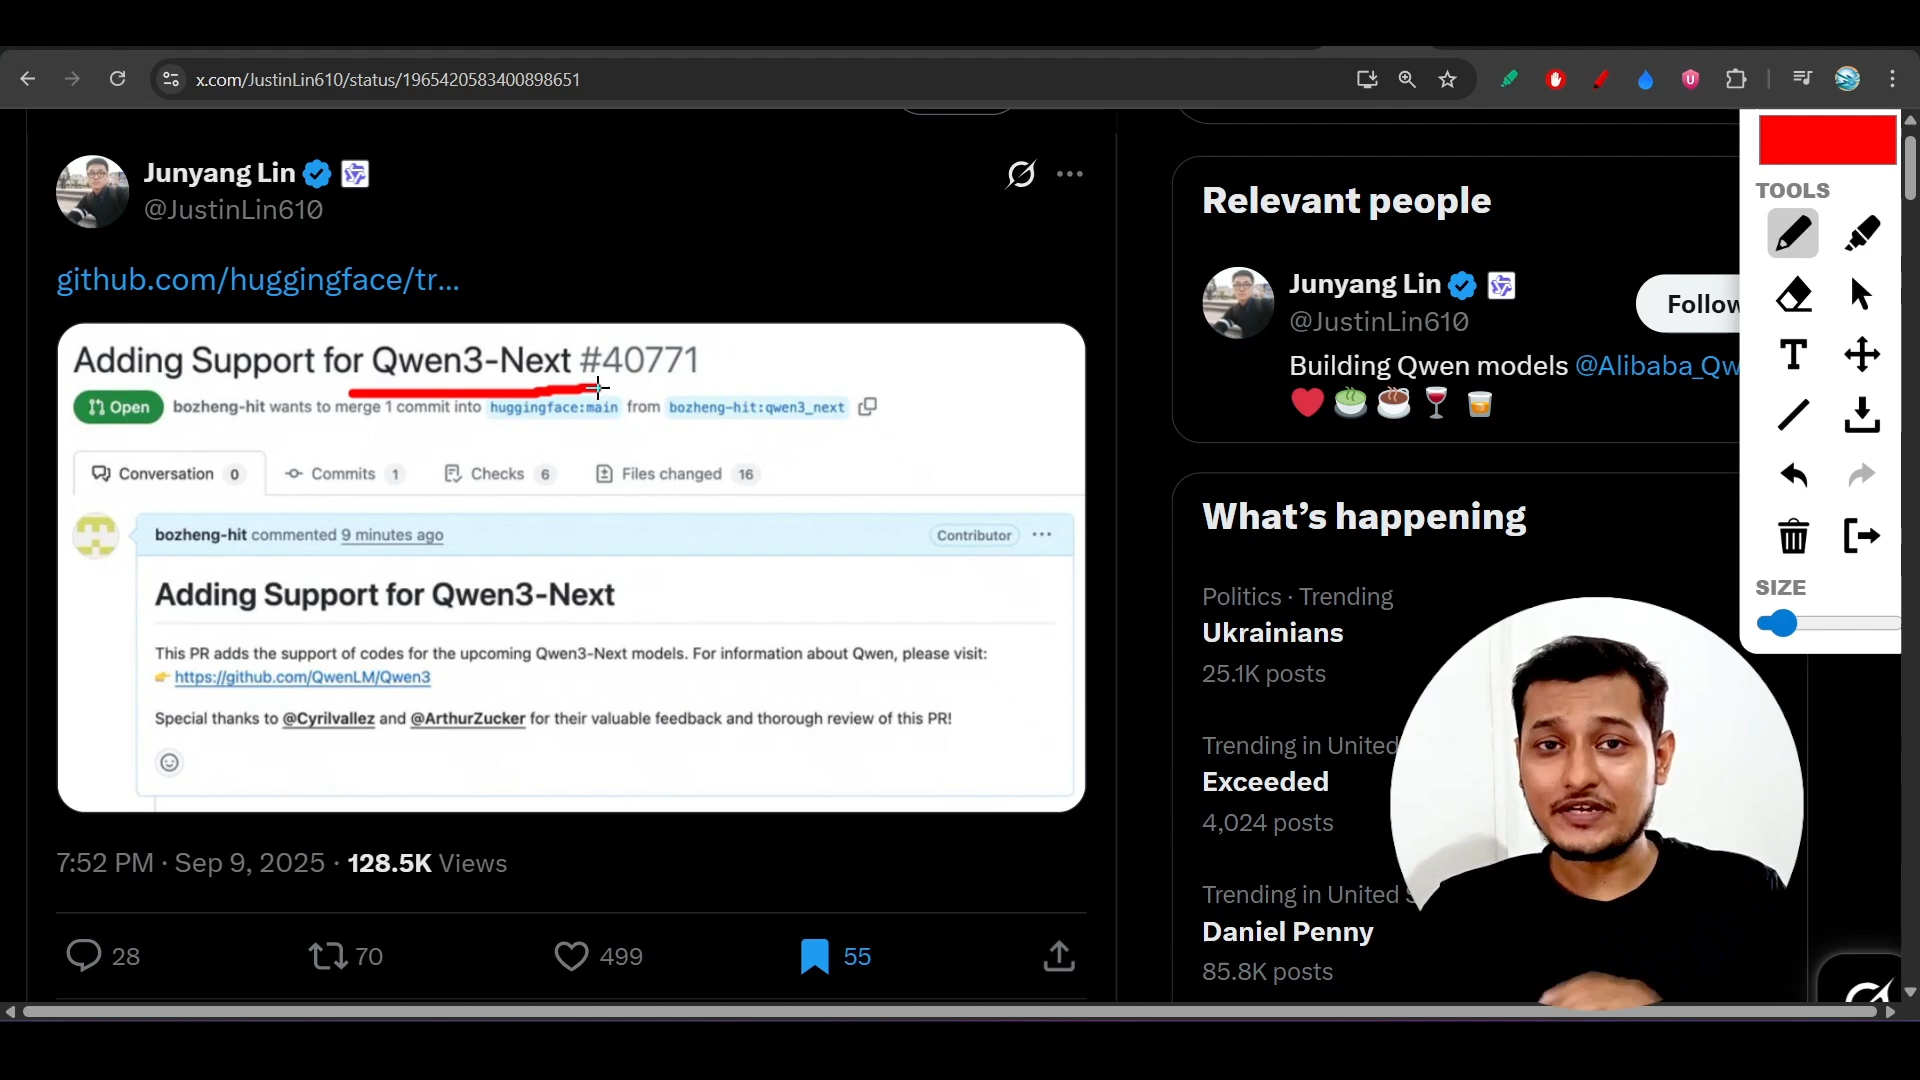 x.com/JustinLin610/status/1965420583400898651
Junyang Lin
@JustinLin610
github.com/huggingface/tr...
Adding Support for Qwen3-Next #40771
Open bozheng-hit wants to merge 1 commit into huggingface:main from bozheng-hit:qwen3_next
Conversation 0 Commits 1 Checks 6 Files changed 16
bozheng-hit commented 9 minutes ago Contributor
Adding Support for Qwen3-Next
This PR adds the support of codes for the upcoming Qwen3-Next models. For information about Qwen, please visit:
👉 https://github.com/QwenLM/Qwen3
Special thanks to @Cyrilvallez and @ArthurZucker for their valuable feedback and thorough review of this PR!
7:52 PM · Sep 9, 2025 · 128.5K Views
28 70 499 55
Relevant people
Junyang Lin
@JustinLin610
Follow
Building Qwen models @Alibaba_Qw
❤️🍵☕🍷🥃
What’s happening
Politics · Trending
Ukrainians
25.1K posts
Trending in United
Exceeded
4,024 posts
Trending in United S
Daniel Penny
85.8K posts
TOOLS
SIZE